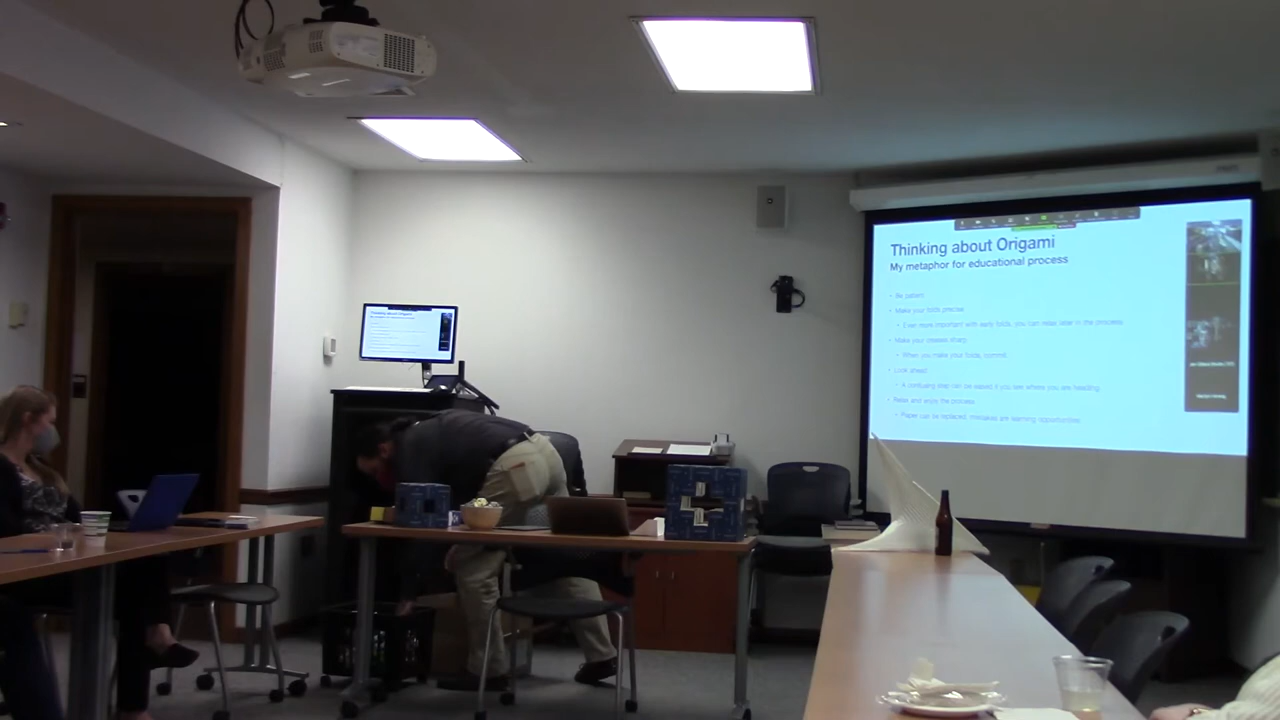 Thinking about Origami
My metaphor for educational process
Be patient
Make your folds precise
Even more important with early folds, you can relax later in the process
Make your creases sharp
When you make your folds, commit.
Look ahead
A confusing step can be eased if you see where you are heading.
Relax and enjoy the process
Paper can be replaced, mistakes are learning opportunities
Thinking about Origami